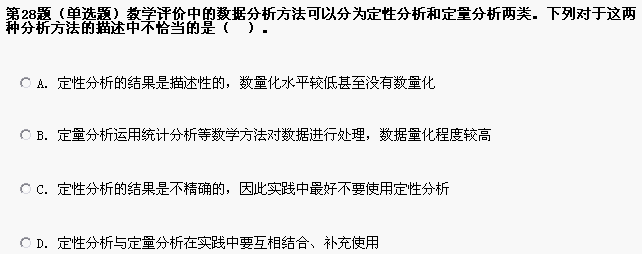 第28题（单选题）教学评价中的数据分析方法可以分为定性分析和定量分析两类。下列对于这两
种分析方法的描述中不恰当的是（ ）.
A. 定性分析的结果是描述性的，数量化水平较低甚至没有数量化
B. 定量分析运用统计分析等数学方法对数据进行处理，数据量化程度较高
C. 定性分析的结果是不精确的，因此实践中最好不要使用定性分析
D. 定性分析与定量分析在实践中要互相结合、补充使用